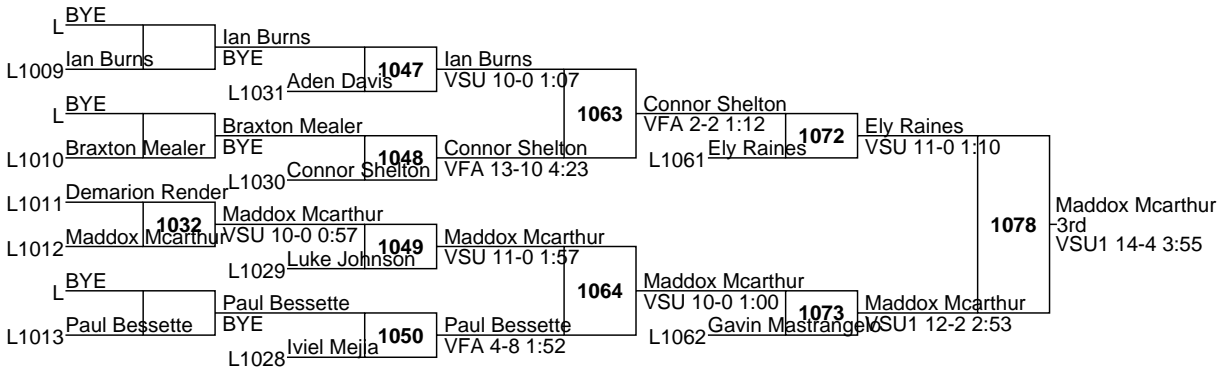 L BYE
L1009 Ian Burns
Ian Burns
BYE
L1031 Aden Davis
1047
Ian Burns
VSU 10-0 1:07
L BYE
L1010 Braxton Mealer
Braxton Mealer
BYE
L1030 Connor Shelton
1048
Connor Shelton
VFA 13-10 4:23
1063
Connor Shelton
VFA 2-2 1:12
L1061 Ely Raines
1072
Ely Raines
VSU 11-0 1:10
L1011 Demarion Render
L1012 Maddox Mcarthur
1032
Maddox Mcarthur
VSU 10-0 0:57
L1029 Luke Johnson
1049
Maddox Mcarthur
VSU 11-0 1:57
L BYE
L1013 Paul Bessette
Paul Bessette
BYE
L1028 Iviel Mejia
1050
Paul Bessette
VFA 4-8 1:52
1064
Maddox Mcarthur
VSU 10-0 1:00
L1062 Gavin Mastrangelo
1073
Maddox Mcarthur
VSU1 12-2 2:53
1078
Maddox Mcarthur
3rd
VSU1 14-4 3:55